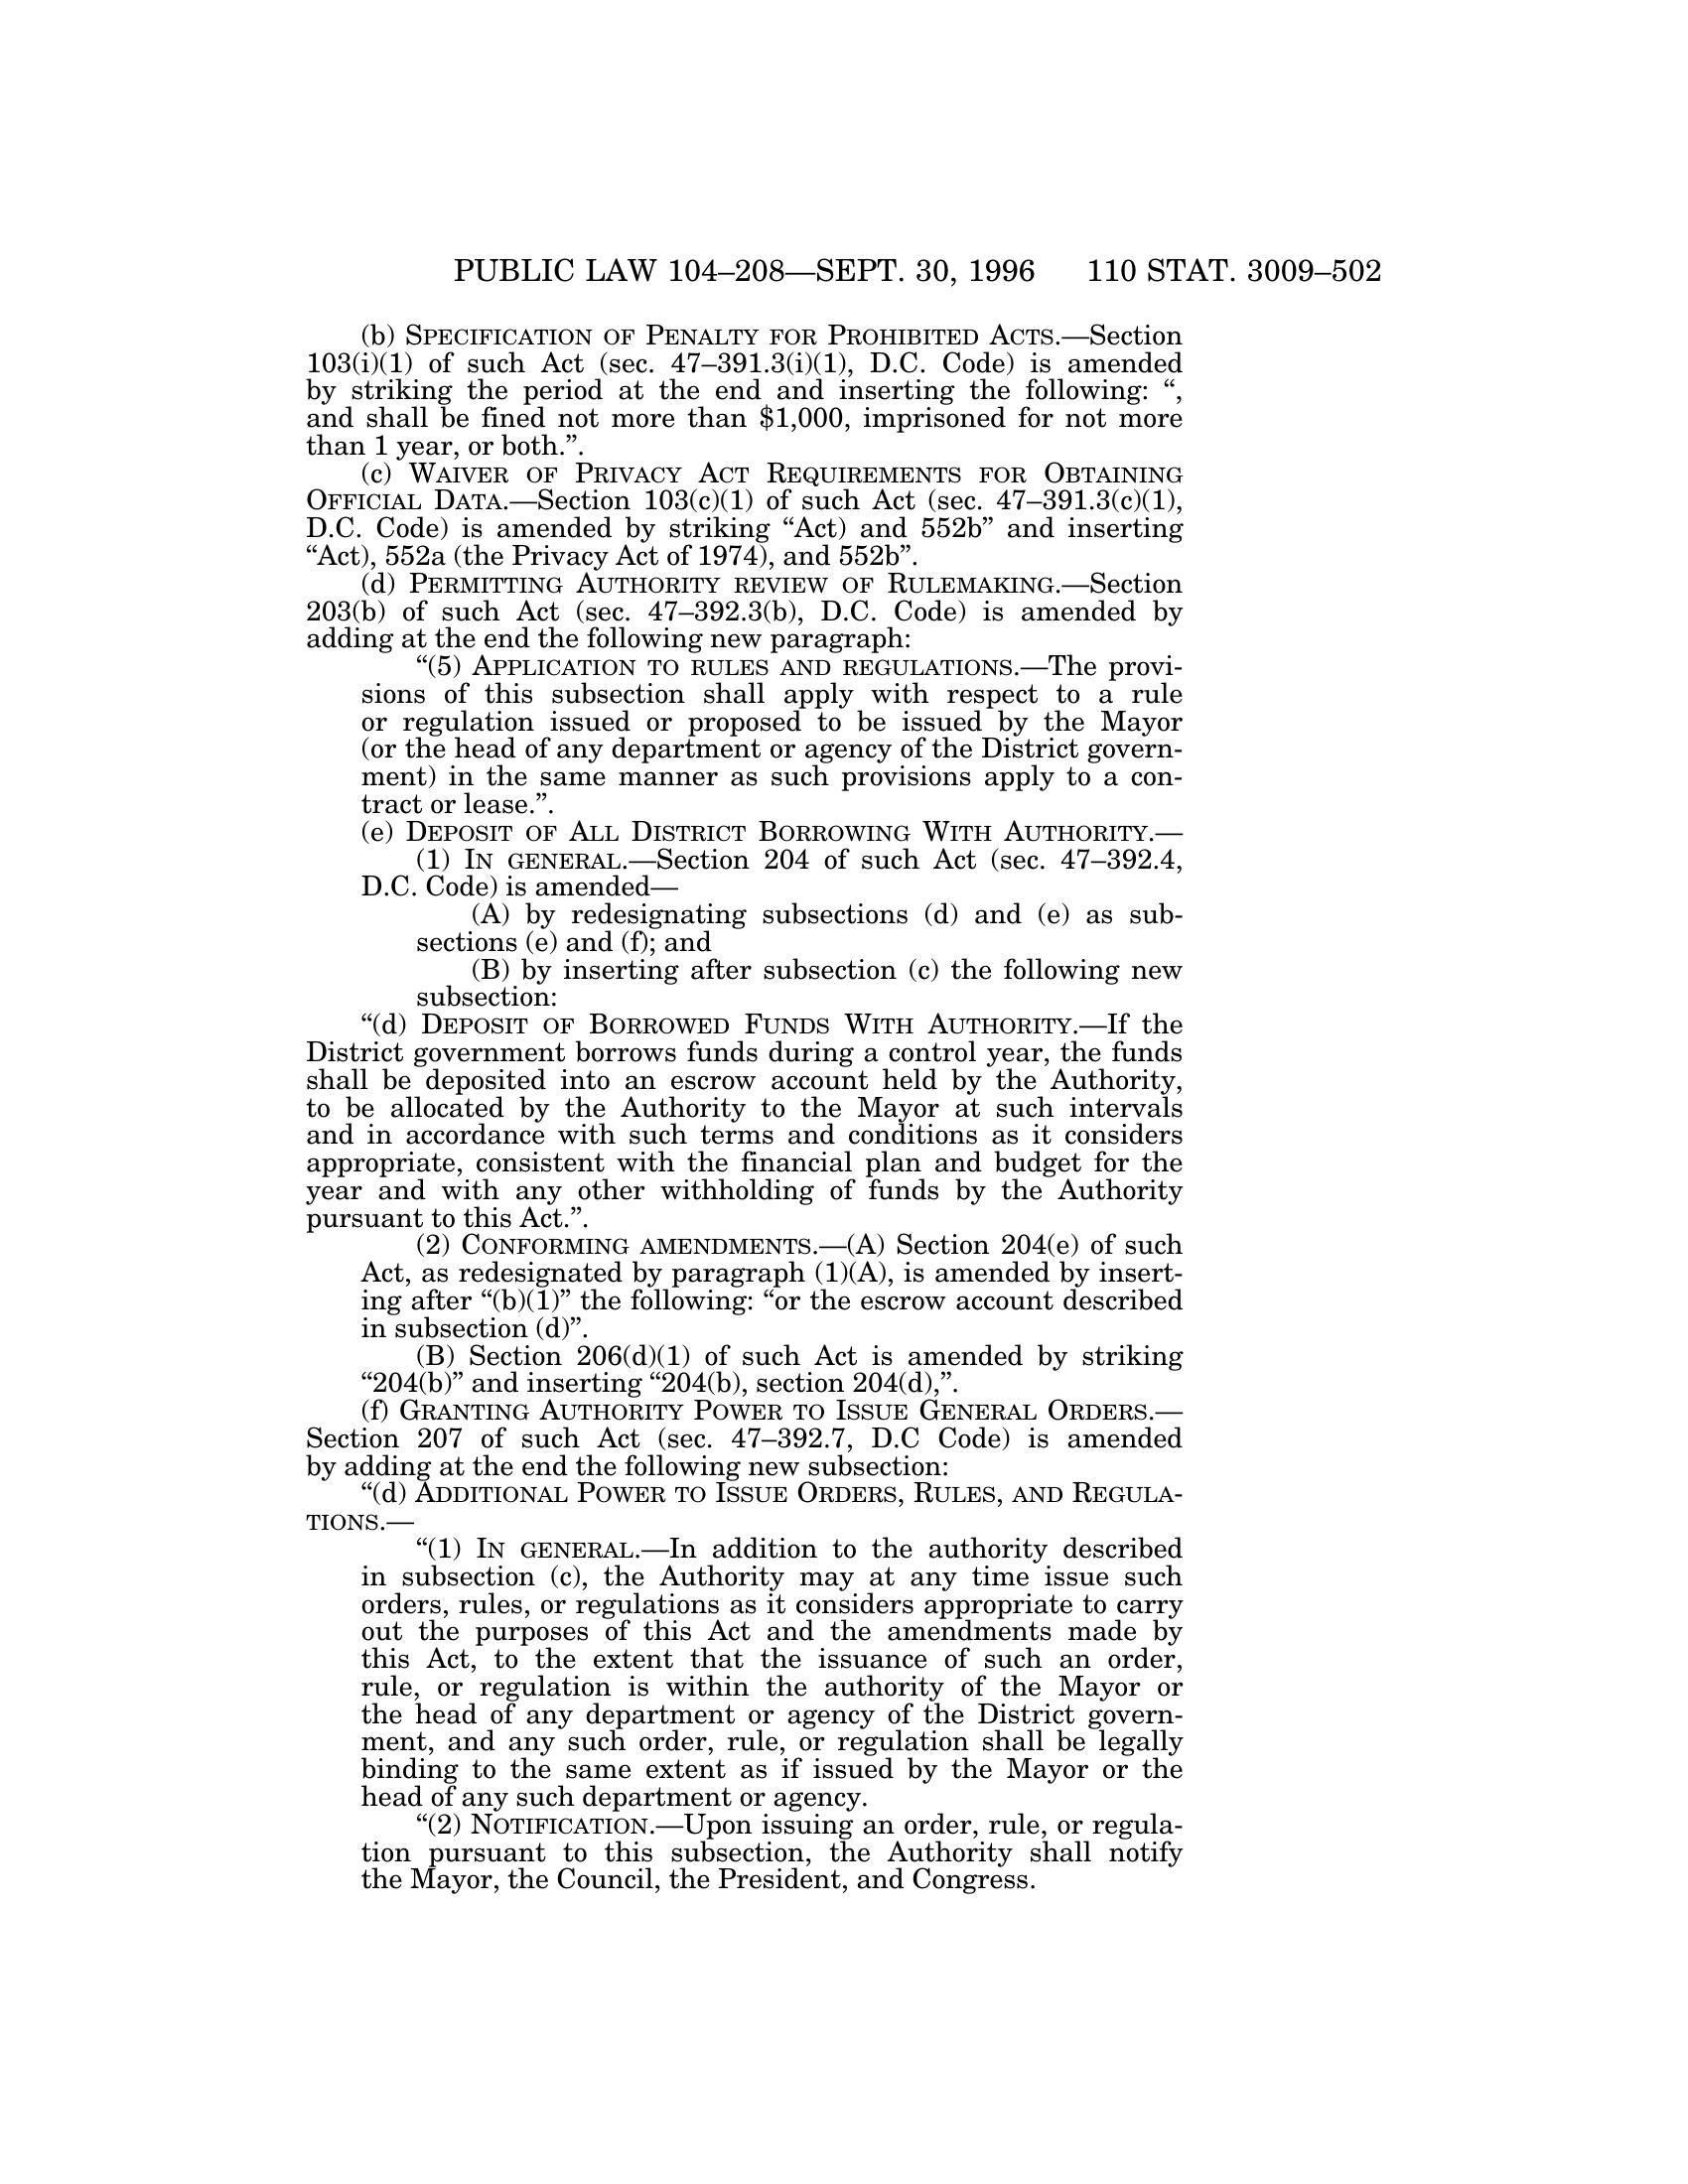 PUBLIC LAW 104–208—SEPT. 30, 1996 110 STAT. 3009–502
(b) SPECIFICATION OF PENALTY FOR PROHIBITED ACTS.—Section
103(i)(1) of such Act (sec. 47–391.3(i)(1), D.C. Code) is amended
by striking the period at the end and inserting the following: “,
and shall be fined not more than $1,000, imprisoned for not more
than 1 year, or both.”.
(c) WAIVER OF PRIVACY ACT REQUIREMENTS FOR OBTAINING
OFFICIAL DATA.—Section 103(c)(1) of such Act (sec. 47–391.3(c)(1),
D.C. Code) is amended by striking “Act) and 552b” and inserting
“Act), 552a (the Privacy Act of 1974), and 552b”.
(d) PERMITTING AUTHORITY REVIEW OF RULEMAKING.—Section
203(b) of such Act (sec. 47–392.3(b), D.C. Code) is amended by
adding at the end the following new paragraph:
“(5) APPLICATION TO RULES AND REGULATIONS.—The provi-
sions of this subsection shall apply with respect to a rule
or regulation issued or proposed to be issued by the Mayor
(or the head of any department or agency of the District govern-
ment) in the same manner as such provisions apply to a con-
tract or lease.”.
(e) DEPOSIT OF ALL DISTRICT BORROWING WITH AUTHORITY.—
(1) IN GENERAL.—Section 204 of such Act (sec. 47–392.4,
D.C. Code) is amended—
(A) by redesignating subsections (d) and (e) as sub-
sections (e) and (f); and
(B) by inserting after subsection (c) the following new
subsection:
“(d) DEPOSIT OF BORROWED FUNDS WITH AUTHORITY.—If the
District government borrows funds during a control year, the funds
shall be deposited into an escrow account held by the Authority,
to be allocated by the Authority to the Mayor at such intervals
and in accordance with such terms and conditions as it considers
appropriate, consistent with the financial plan and budget for the
year and with any other withholding of funds by the Authority
pursuant to this Act.”.
(2) CONFORMING AMENDMENTS.—(A) Section 204(e) of such
Act, as redesignated by paragraph (1)(A), is amended by insert-
ing after “(b)(1)” the following: “or the escrow account described
in subsection (d)”.
(B) Section 206(d)(1) of such Act is amended by striking
“204(b)” and inserting “204(b), section 204(d),”.
(f) GRANTING AUTHORITY POWER TO ISSUE GENERAL ORDERS.—
Section 207 of such Act (sec. 47–392.7, D.C Code) is amended
by adding at the end the following new subsection:
“(d) ADDITIONAL POWER TO ISSUE ORDERS, RULES, AND REGULA-
TIONS.—
“(1) IN GENERAL.—In addition to the authority described
in subsection (c), the Authority may at any time issue such
orders, rules, or regulations as it considers appropriate to carry
out the purposes of this Act and the amendments made by
this Act, to the extent that the issuance of such an order,
rule, or regulation is within the authority of the Mayor or
the head of any department or agency of the District govern-
ment, and any such order, rule, or regulation shall be legally
binding to the same extent as if issued by the Mayor or the
head of any such department or agency.
“(2) NOTIFICATION.—Upon issuing an order, rule, or regula-
tion pursuant to this subsection, the Authority shall notify
the Mayor, the Council, the President, and Congress.